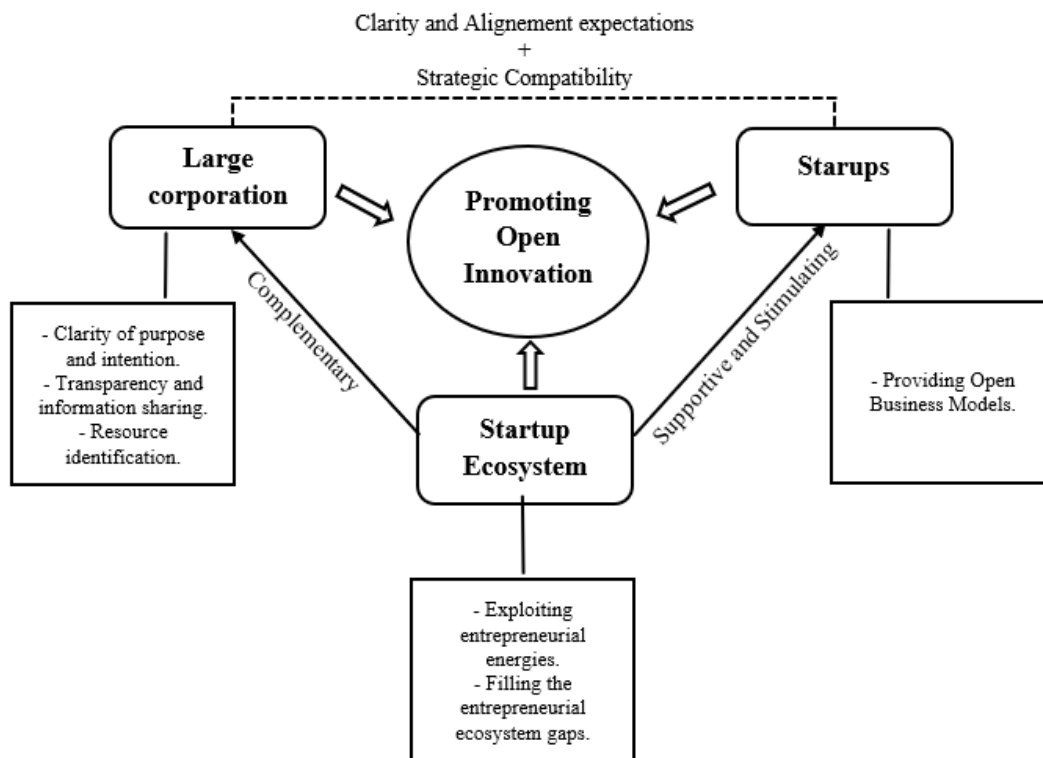 Clarity and Alignement expectations
+
Strategic Compatibility
Large
corporation
Promoting
Open
Innovation
Starups
Complementary
Supportive and Stimulating
- Clarity of purpose
and intention.
- Transparency and
information sharing.
- Resource
identification.
Startup
Ecosystem
- Providing Open
Business Models.
- Exploiting
entrepreneurial
energies.
- Filling the
entrepreneurial
ecosystem gaps.